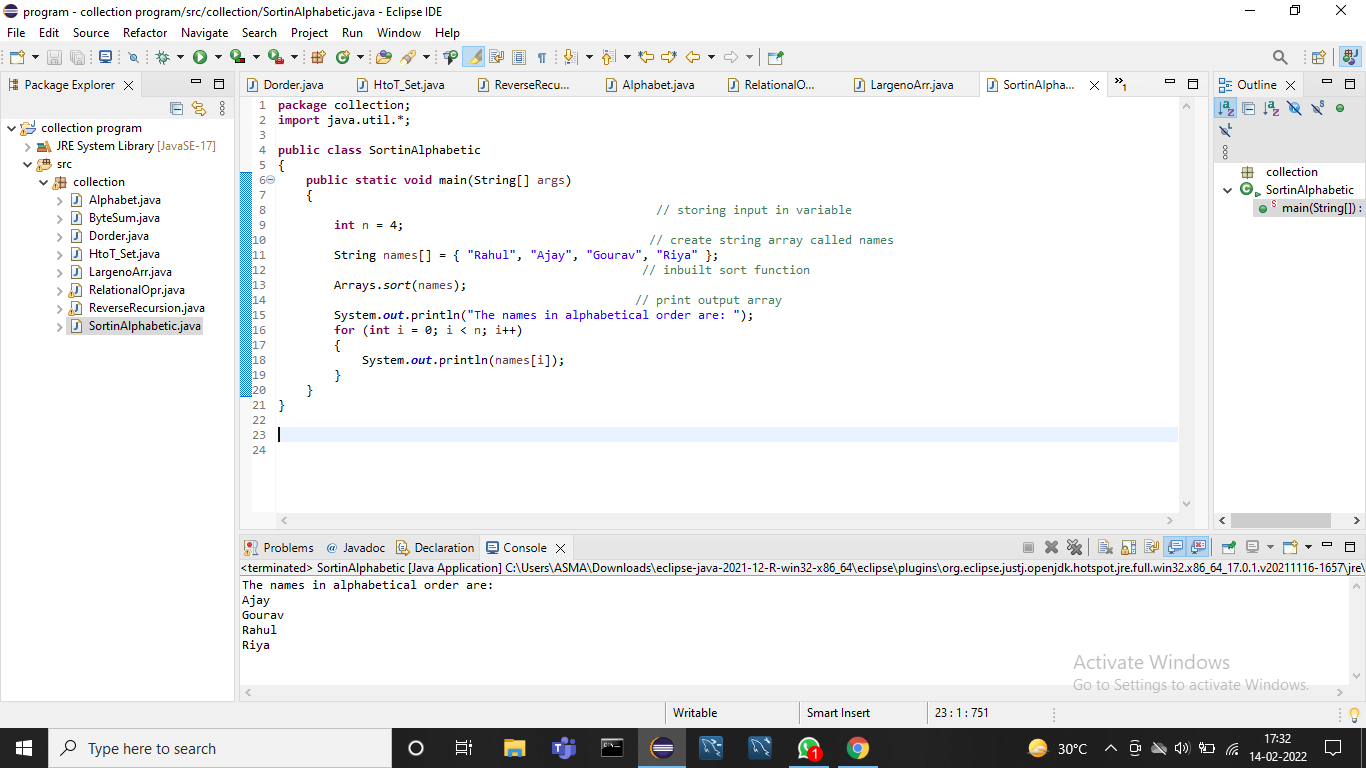 program - collection program/src/collection/SortinAlphabetic.java - Eclipse IDE
File Edit Source Refactor Navigate Search Project Run Window Help
Package Explorer
Dorder.java HtoT_Set.java ReverseRecu... Alphabet.java RelationalO... LargenoArr.java SortinAlpha... »1
Outline
collection program
JRE System Library [JavaSE-17]
src
collection
Alphabet.java
ByteSum.java
Dorder.java
HtoT_Set.java
LargenoArr.java
RelationalOpr.java
ReverseRecursion.java
SortinAlphabetic.java
1 package collection;
2 import java.util.*;
3
4 public class SortinAlphabetic
5 {
6 public static void main(String[] args)
7 {
8 // storing input in variable
9 int n = 4;
10 // create string array called names
11 String names[] = { "Rahul", "Ajay", "Gourav", "Riya" };
12 // inbuilt sort function
13 Arrays.sort(names);
14 // print output array
15 System.out.println("The names in alphabetical order are: ");
16 for (int i = 0; i < n; i++)
17 {
18 System.out.println(names[i]);
19 }
20 }
21 }
22
23
24
collection
SortinAlphabetic
main(String[]) :
Problems @ Javadoc Declaration Console
<terminated> SortinAlphabetic [Java Application] C:\Users\ASMA\Downloads\eclipse-java-2021-12-R-win32-x86_64\eclipse\plugins\org.eclipse.justj.openjdk.hotspot.jre.full.win32.x86_64_17.0.1.v20211116-1657\jre\
The names in alphabetical order are:
Ajay
Gourav
Rahul
Riya
Activate Windows
Go to Settings to activate Windows.
Writable Smart Insert 23 : 1 : 751
Type here to search
1
30°C
17:32
14-02-2022